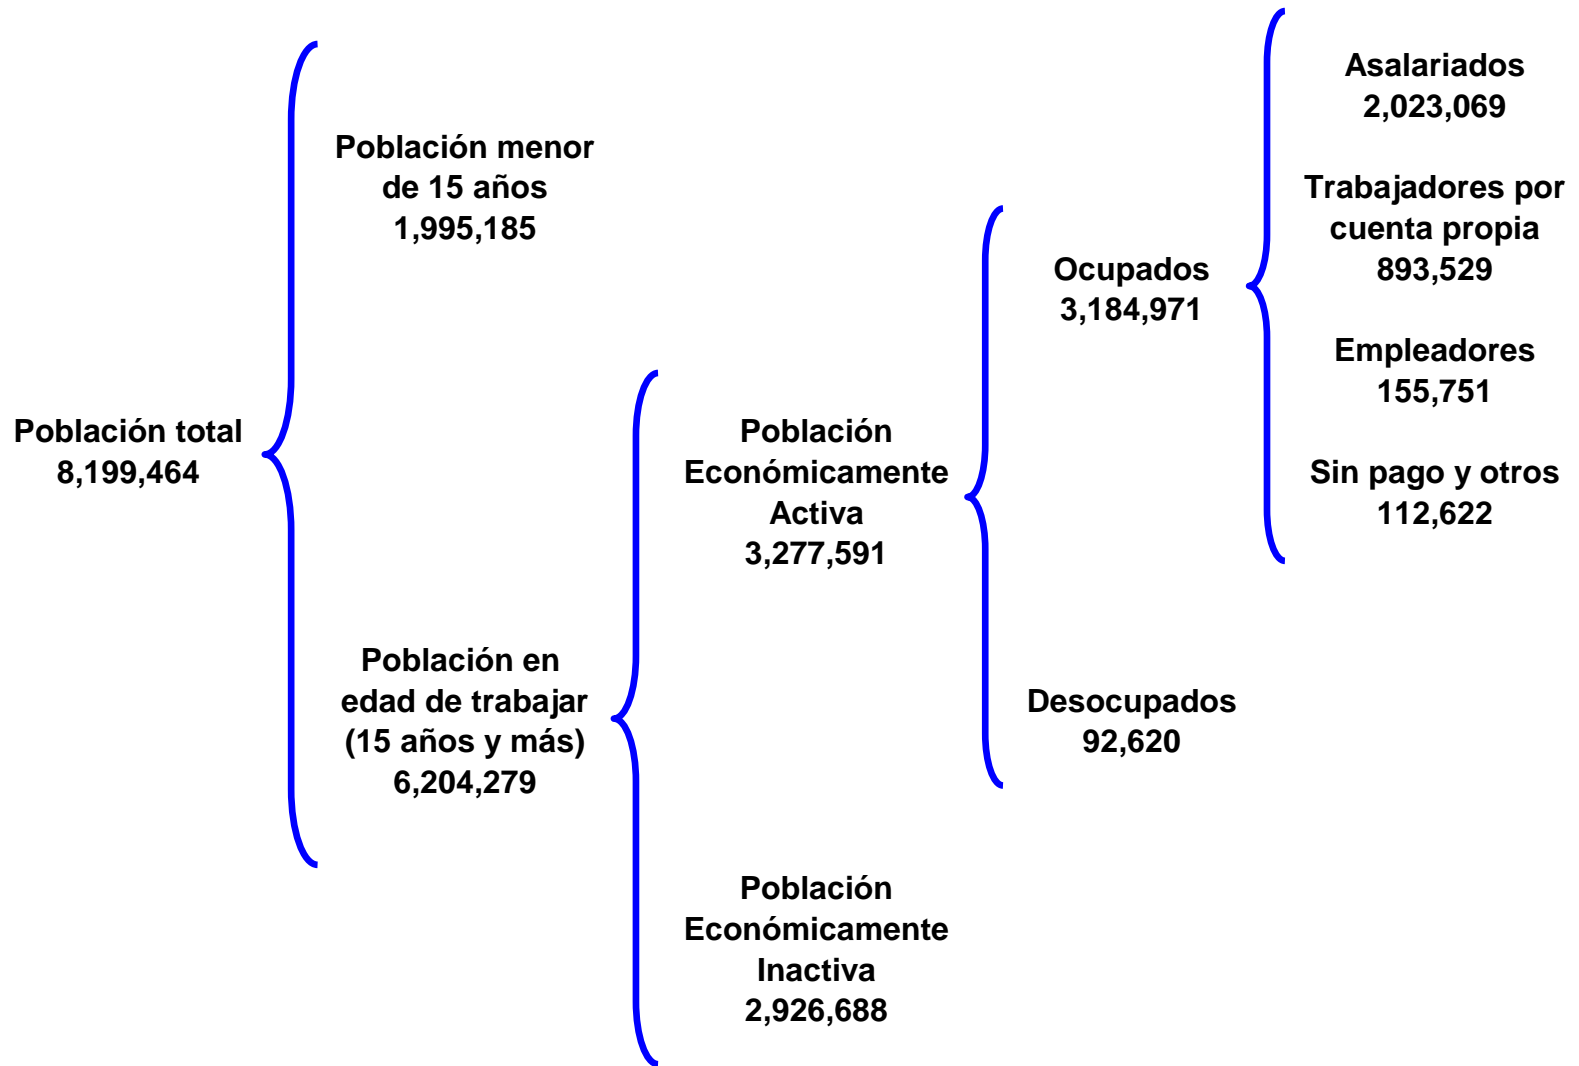 Población total
8,199,464
Población menor
de 15 años
1,995,185
Población en
edad de trabajar
(15 años y más)
6,204,279
Población
Económicamente
Activa
3,277,591
Población
Económicamente
Inactiva
2,926,688
Ocupados
3,184,971
Desocupados
92,620
Asalariados
2,023,069
Trabajadores por
cuenta propia
893,529
Empleadores
155,751
Sin pago y otros
112,622